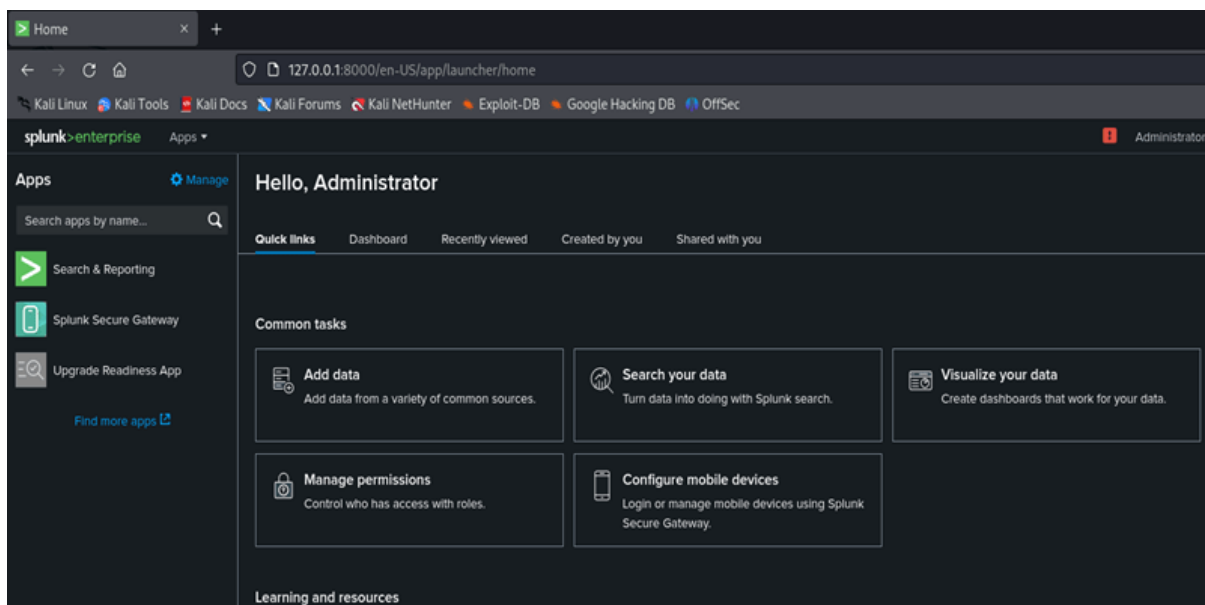 Home
127.0.0.1:8000/en-US/app/launcher/home
Kali Linux Kali Tools Kali Docs Kali Forums Kali NetHunter Exploit-DB Google Hacking DB OffSec
splunk>enterprise Apps
! Administrator
Apps Manage
Search apps by name...
Search & Reporting
Splunk Secure Gateway
Upgrade Readiness App
Find more apps
Hello, Administrator
Quick links Dashboard Recently viewed Created by you Shared with you
Common tasks
Add data
Add data from a variety of common sources.
Search your data
Turn data into doing with Splunk search.
Visualize your data
Create dashboards that work for your data.
Manage permissions
Control who has access with roles.
Configure mobile devices
Login or manage mobile devices using Splunk
Secure Gateway.
Learning and resources